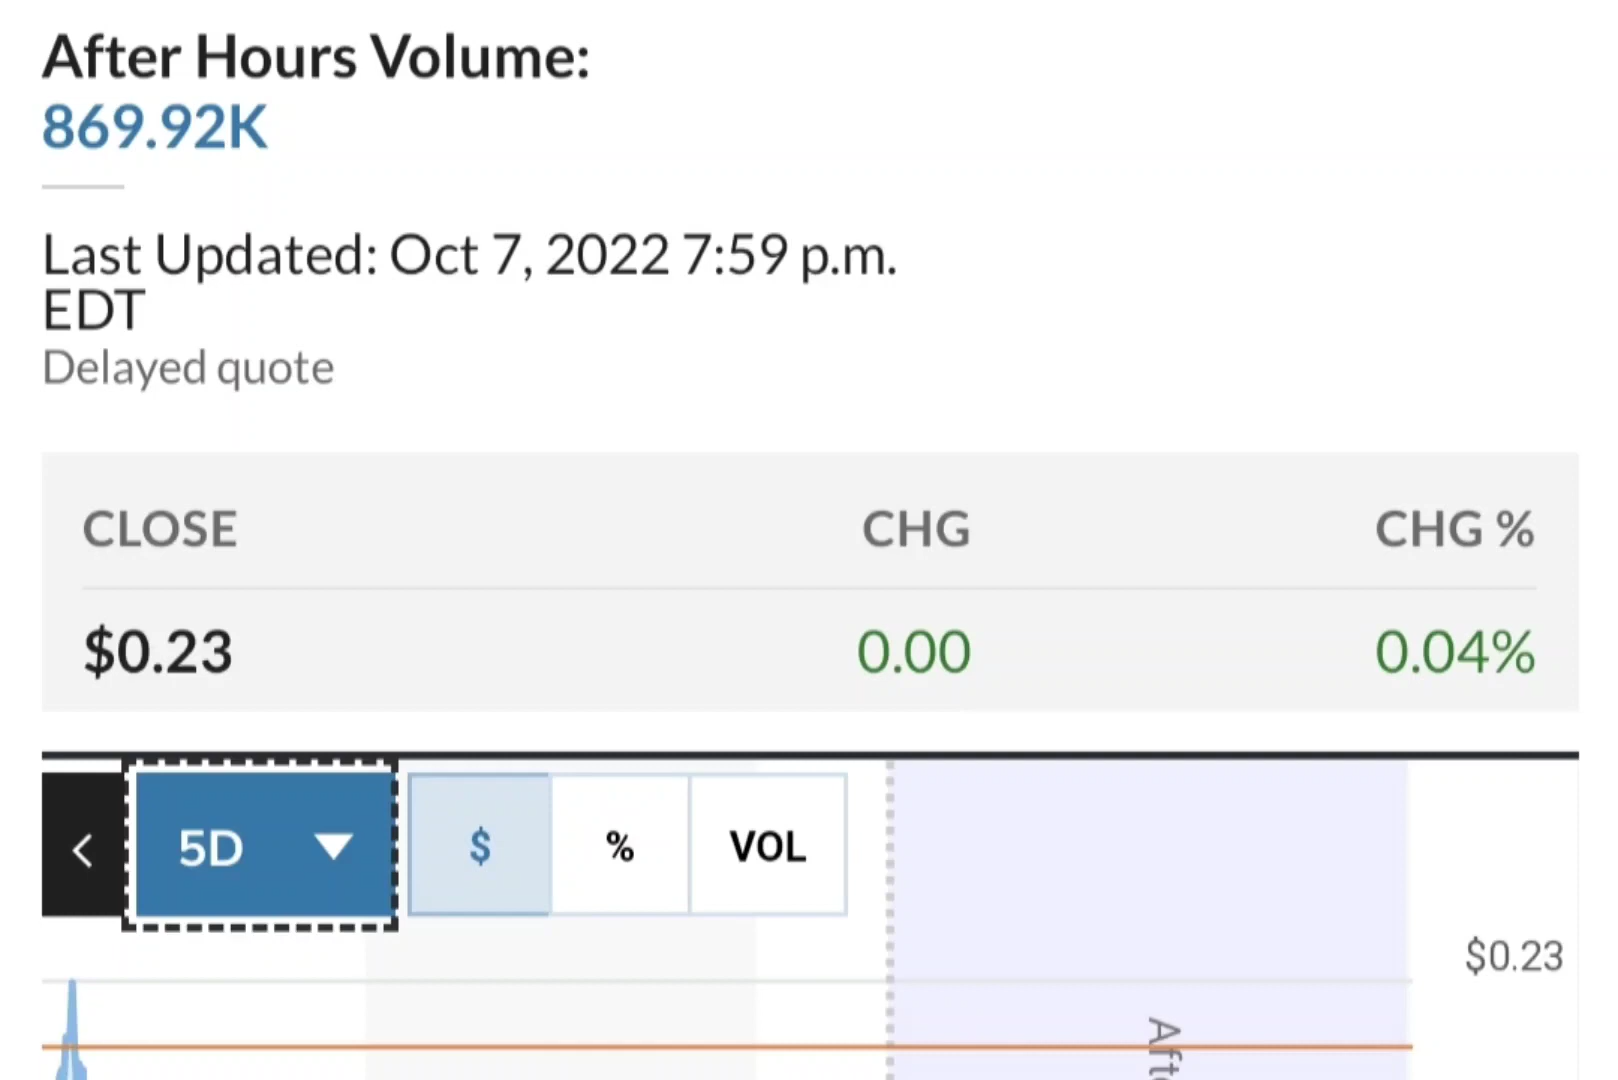 After Hours Volume:
869.92K
Last Updated: Oct 7, 2022 7:59 p.m.
EDT
Delayed quote
CLOSE CHG CHG %
$0.23 0.00 0.04%
5D $ % VOL
$0.23